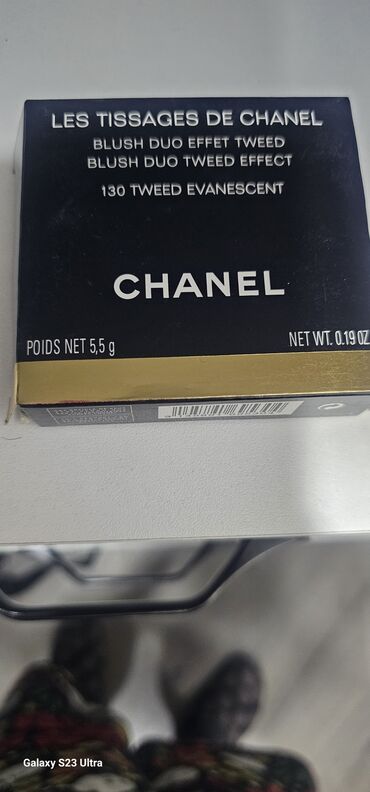 LES TISSAGES DE CHANEL
BLUSH DUO EFFET TWEED
BLUSH DUO TWEED EFFECT
130 TWEED EVANESCENT
CHANEL
POIDS NET 5,5 g
NET WT. 0.19 OZ
Galaxy S23 Ultra